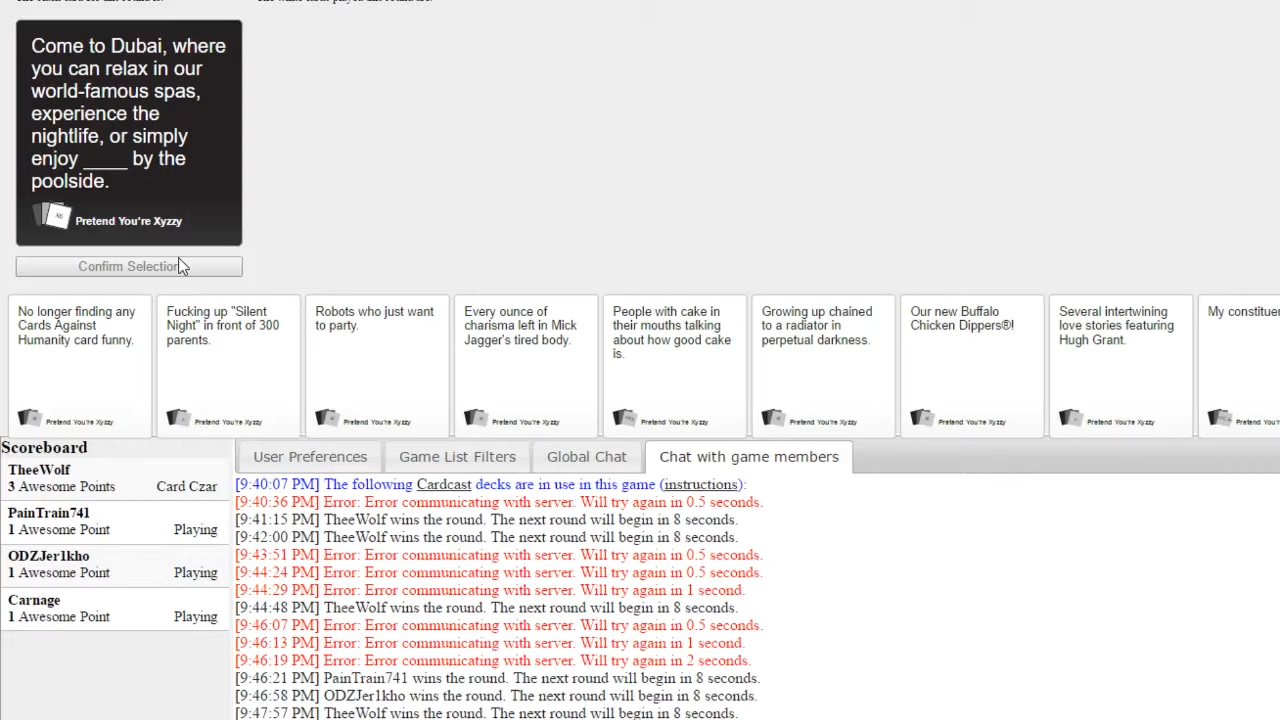 Come to Dubai, where
you can relax in our
world-famous spas,
experience the
nightlife, or simply
enjoy ____ by the
poolside.
Pretend You're Xyzzy
Confirm Selection
No longer finding any
Cards Against
Humanity card funny.
Pretend You're Xyzzy
Fucking up "Silent
Night" in front of 300
parents.
Pretend You're Xyzzy
Robots who just want
to party.
Pretend You're Xyzzy
Every ounce of
charisma left in Mick
Jagger's tired body.
Pretend You're Xyzzy
People with cake in
their mouths talking
about how good cake
is.
Pretend You're Xyzzy
Growing up chained
to a radiator in
perpetual darkness.
Pretend You're Xyzzy
Our new Buffalo
Chicken Dippers®!
Pretend You're Xyzzy
Several intertwining
love stories featuring
Hugh Grant.
Pretend You're Xyzzy
My constituen
Pretend You'r
Scoreboard
TheeWolf
3 Awesome Points Card Czar
PainTrain741
1 Awesome Point Playing
ODZJer1kho
1 Awesome Point Playing
Carnage
1 Awesome Point Playing
User Preferences Game List Filters Global Chat Chat with game members
[9:40:07 PM] The following Cardcast decks are in use in this game (instructions):
[9:40:36 PM] Error: Error communicating with server. Will try again in 0.5 seconds.
[9:41:15 PM] TheeWolf wins the round. The next round will begin in 8 seconds.
[9:42:00 PM] TheeWolf wins the round. The next round will begin in 8 seconds.
[9:43:51 PM] Error: Error communicating with server. Will try again in 0.5 seconds.
[9:44:24 PM] Error: Error communicating with server. Will try again in 0.5 seconds.
[9:44:29 PM] Error: Error communicating with server. Will try again in 1 second.
[9:44:48 PM] TheeWolf wins the round. The next round will begin in 8 seconds.
[9:46:07 PM] Error: Error communicating with server. Will try again in 0.5 seconds.
[9:46:13 PM] Error: Error communicating with server. Will try again in 1 second.
[9:46:19 PM] Error: Error communicating with server. Will try again in 2 seconds.
[9:46:21 PM] PainTrain741 wins the round. The next round will begin in 8 seconds.
[9:46:58 PM] ODZJer1kho wins the round. The next round will begin in 8 seconds.
[9:47:57 PM] TheeWolf wins the round. The next round will begin in 8 seconds.